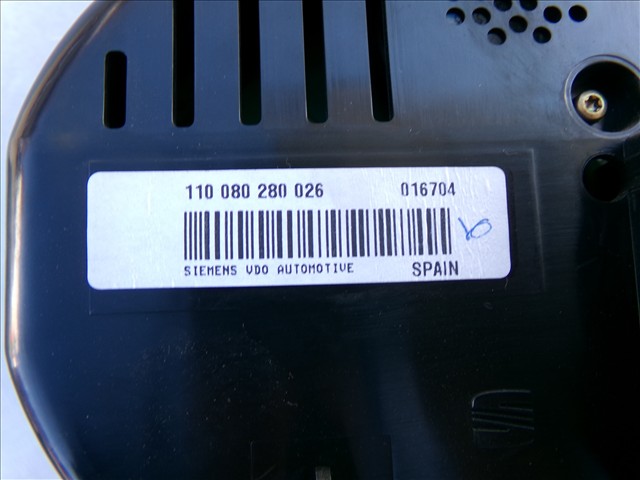 110 080 280 026 016704
SIEMENS VDO AUTOMOTIVE SPAIN